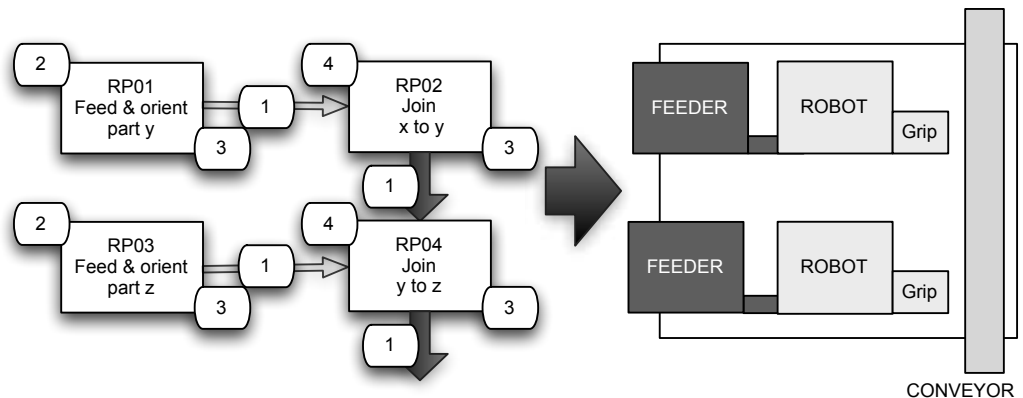 2
RP01
Feed & orient
part y
3
1
4
RP02
Join
x to y
3
1
2
RP03
Feed & orient
part z
3
1
4
RP04
Join
y to z
3
1
FEEDER
ROBOT
Grip
FEEDER
ROBOT
Grip
CONVEYOR